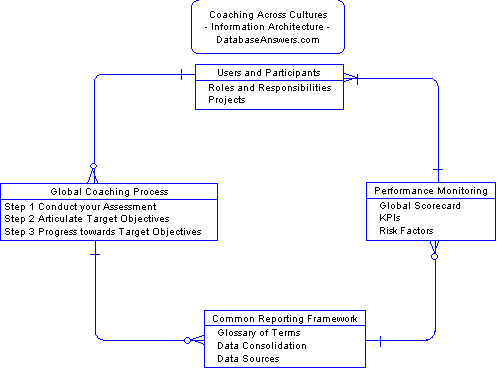 Coaching Across Cultures
- Information Architecture -
DatabaseAnswers.com
Users and Participants
Roles and Responsibilities
Projects
Global Coaching Process
Step 1 Conduct your Assessment
Step 2 Articulate Target Objectives
Step 3 Progress towards Target Objectives
Performance Monitoring
Global Scorecard
KPIs
Risk Factors
Common Reporting Framework
Glossary of Terms
Data Consolidation
Data Sources